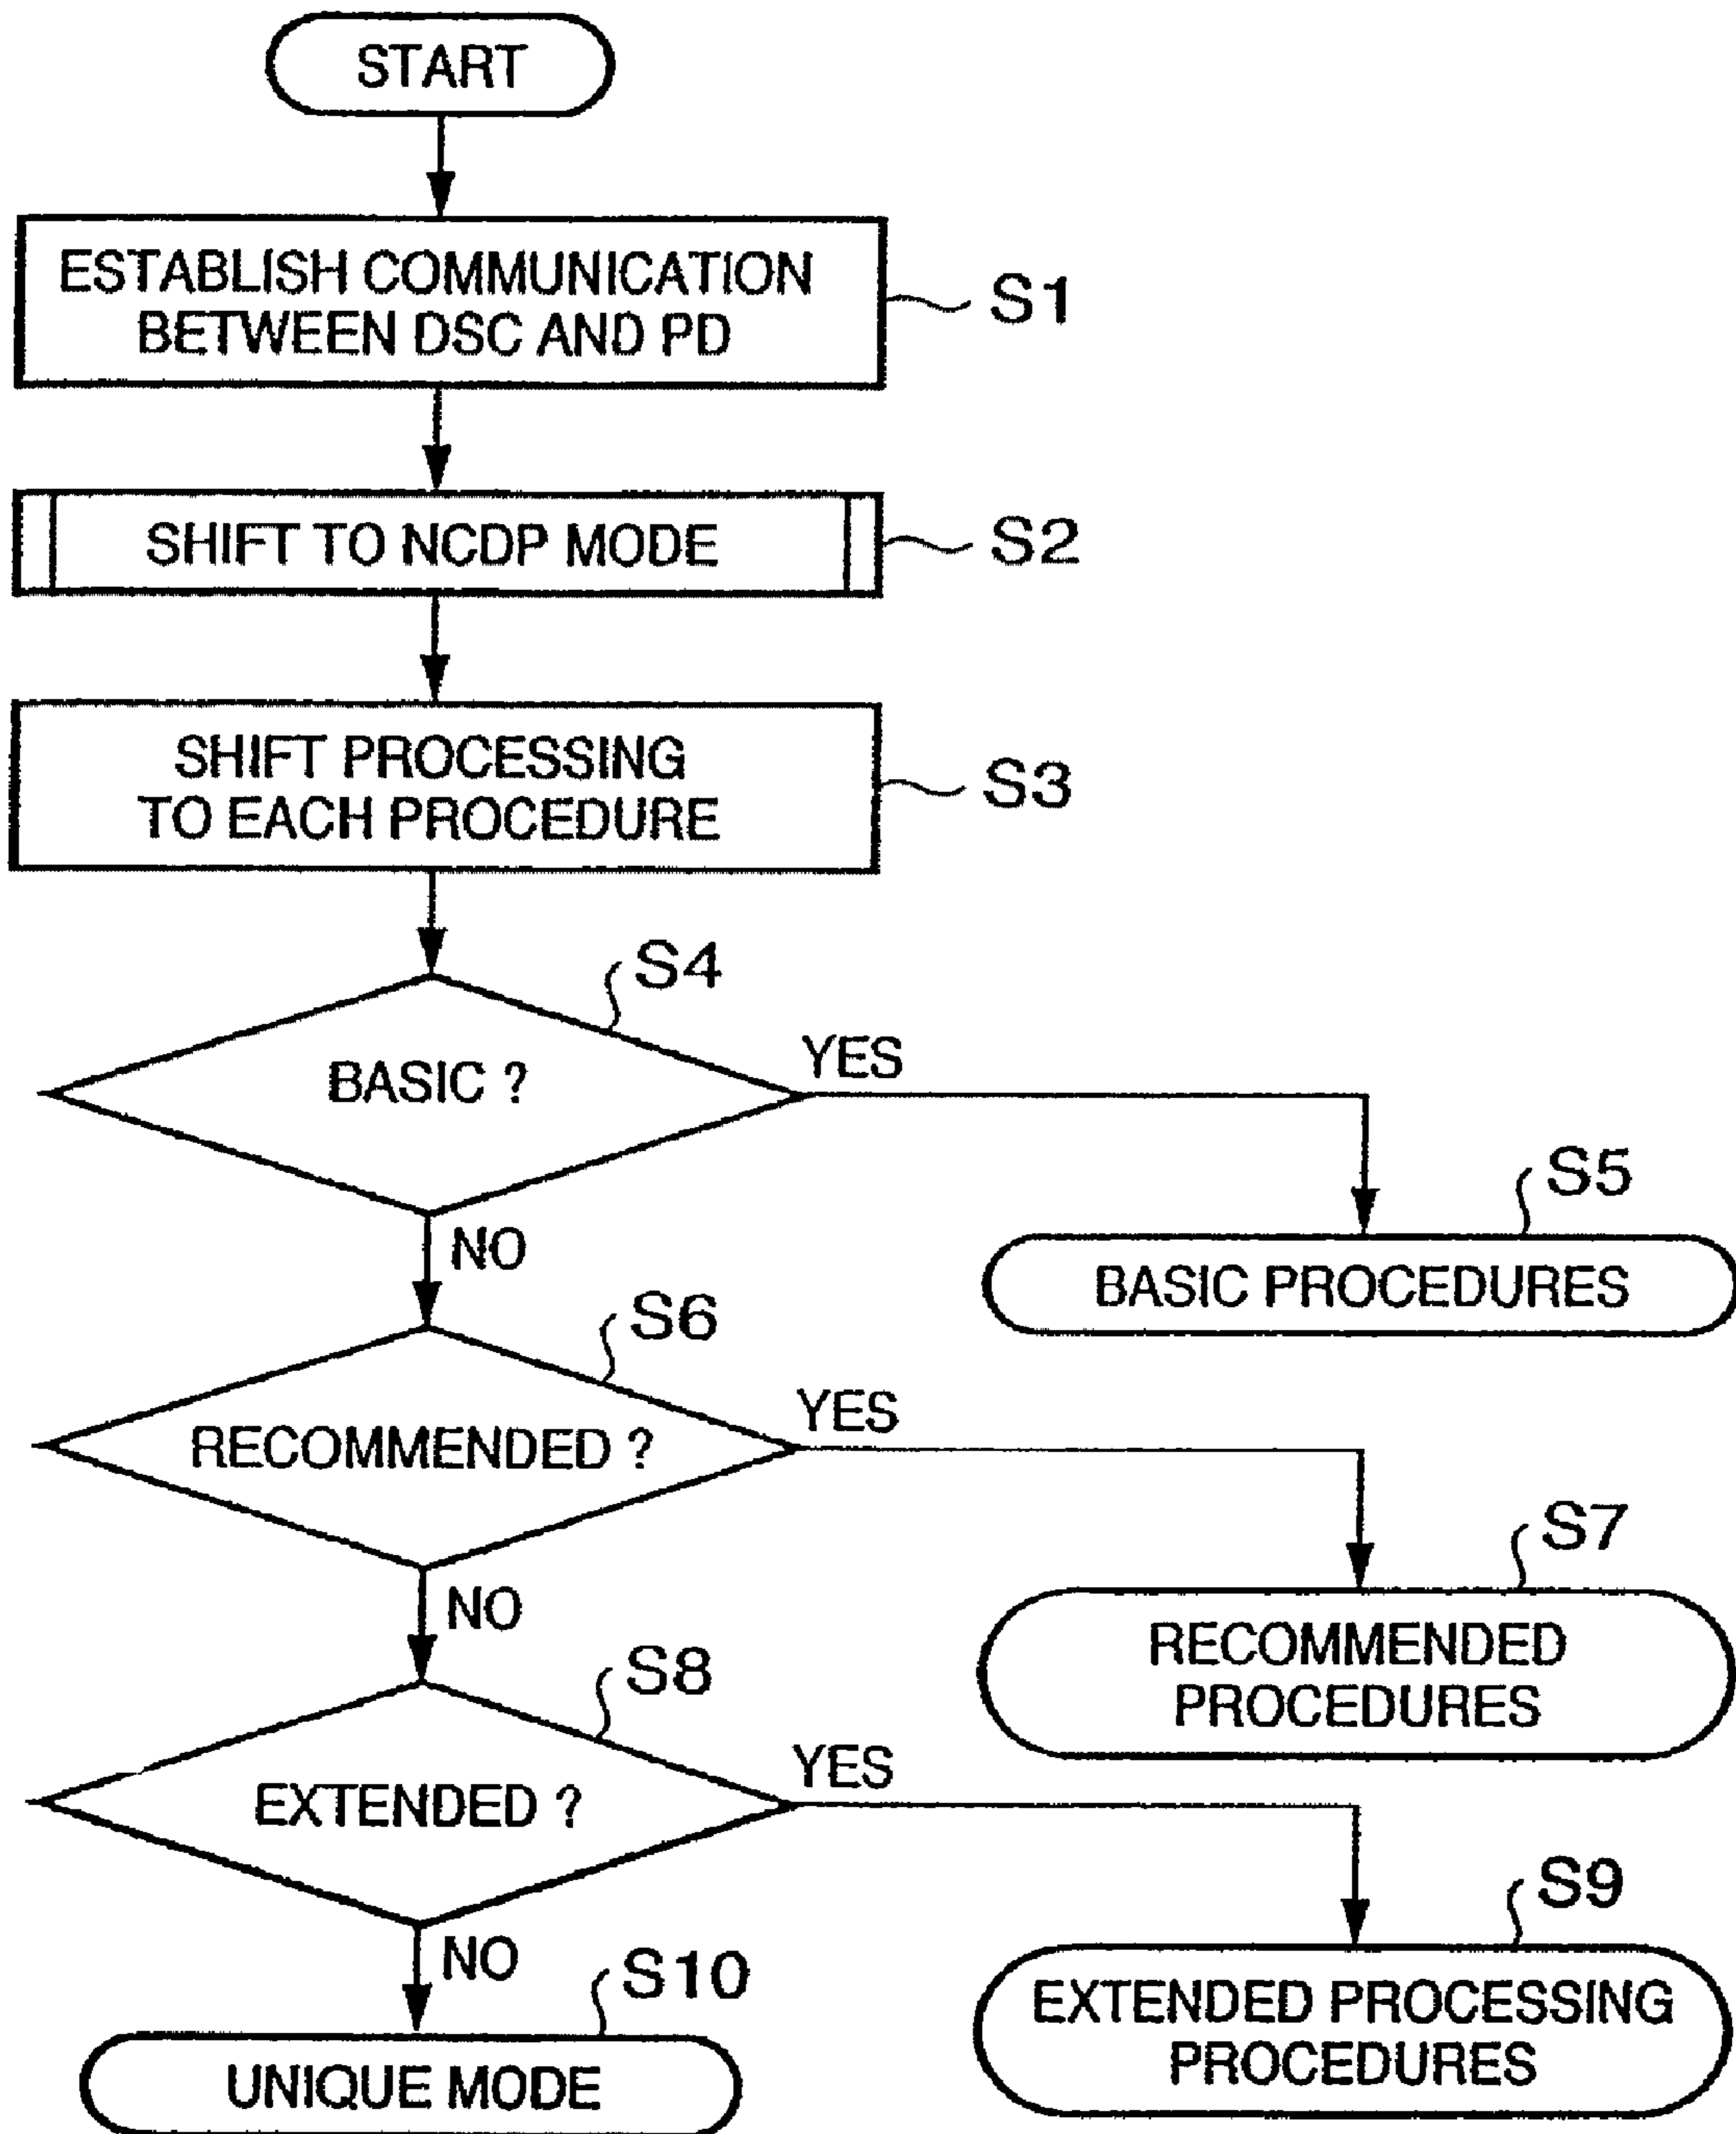 START
ESTABLISH COMMUNICATION
BETWEEN DSC AND PD
S1
SHIFT TO NCDP MODE
S2
SHIFT PROCESSING
TO EACH PROCEDURE
S3
S4
BASIC ?
YES
S5
BASIC PROCEDURES
NO
S6
RECOMMENDED ?
YES
S7
RECOMMENDED
PROCEDURES
NO
S8
EXTENDED ?
YES
S9
EXTENDED PROCESSING
PROCEDURES
NO
S10
UNIQUE MODE